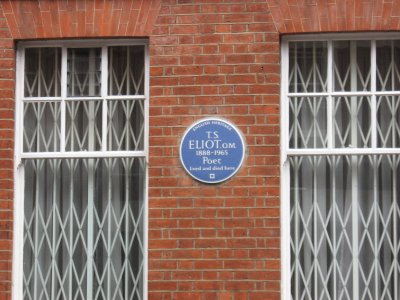 ENGLISH HERITAGE
T.S.
ELIOT O.M.
1888-1965
Poet
lived and died here